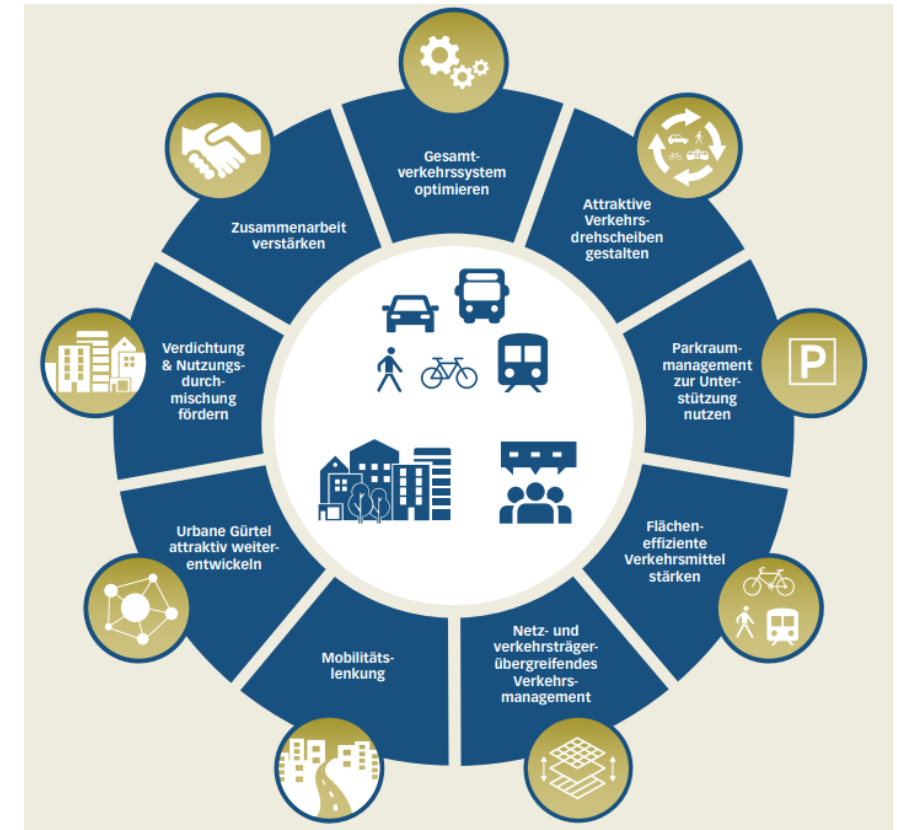 Gesamt-
verkehrssystem
optimieren
Attraktive
Verkehrs-
drehscheiben
gestalten
Parkraum-
management
zur Unter-
stützung
nutzen
P
Flächen-
effiziente
Verkehrsmittel
stärken
Netz- und
verkehrsträger-
übergreifendes
Verkehrs-
management
Mobilitäts-
lenkung
Urbane Gürtel
attraktiv weiter-
entwickeln
Verdichtung
& Nutzungs-
durch-
mischung
fördern
Zusammenarbeit
verstärken